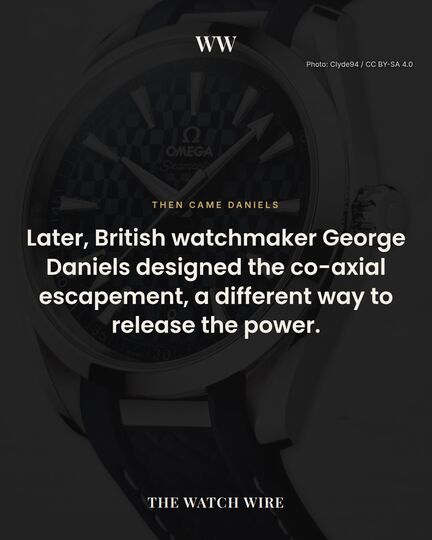 WW
Photo: Clyde94 / CC BY-SA 4.0
Ω
OMEGA
Seamaster
THEN CAME DANIELS
Later, British watchmaker George
Daniels designed the co-axial
escapement, a different way to
release the power.
THE WATCH WIRE